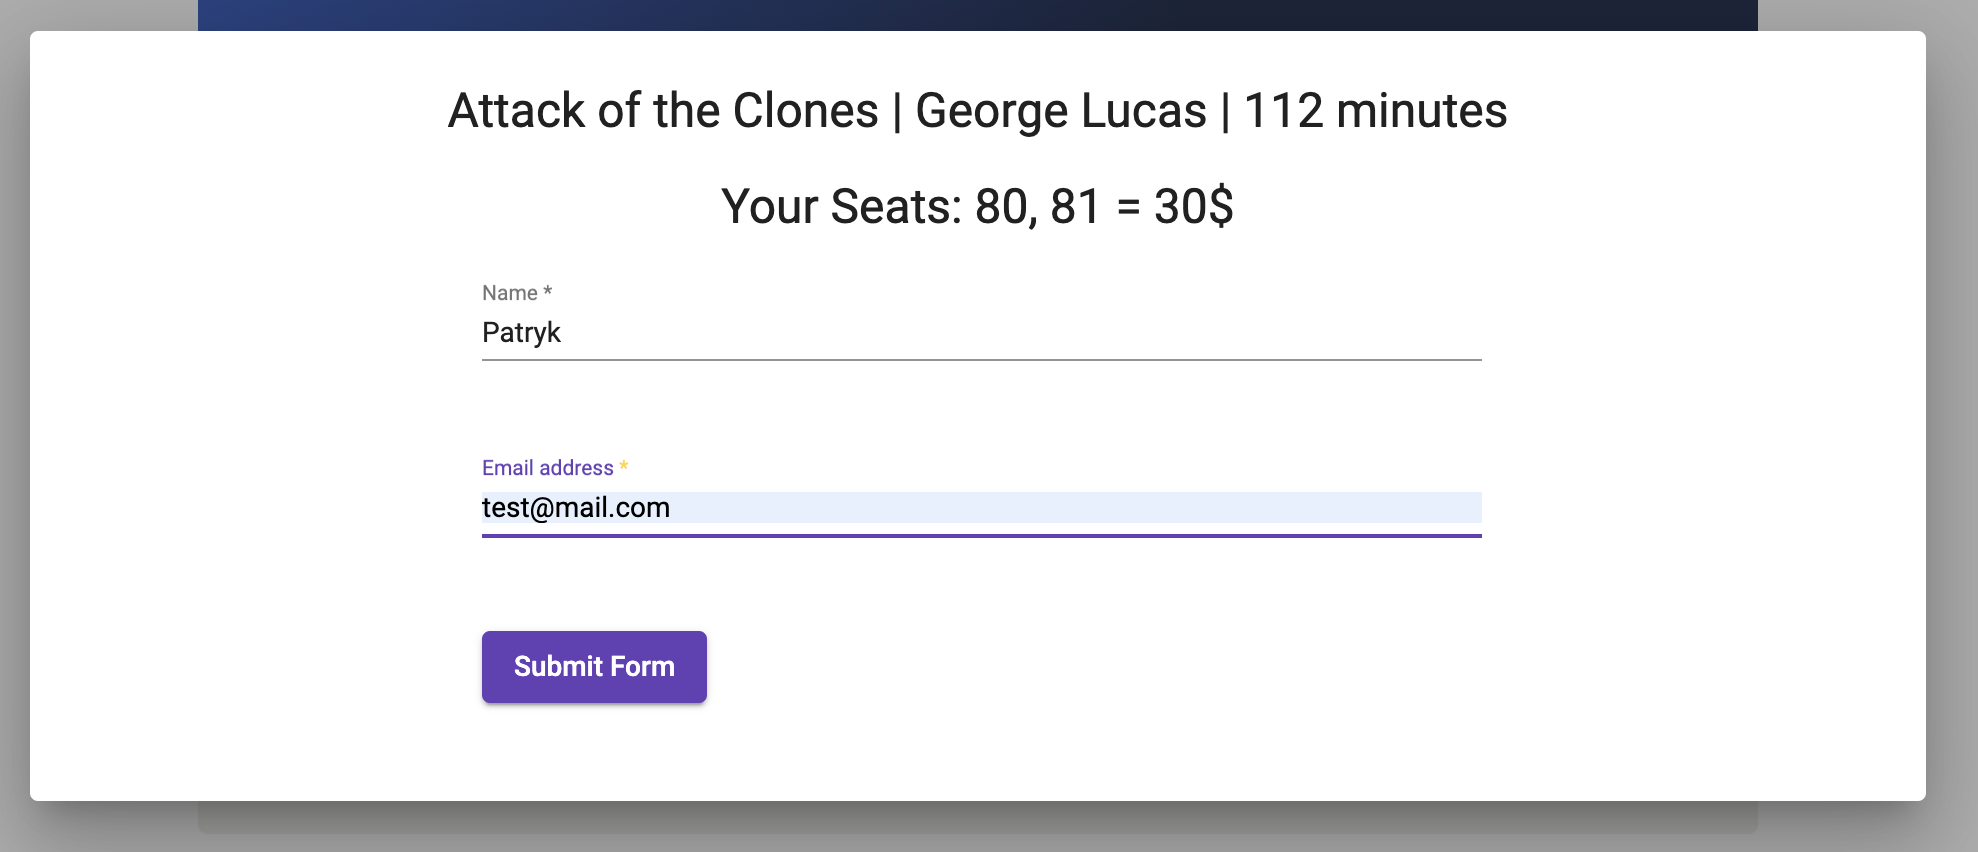 Attack of the Clones | George Lucas | 112 minutes
Your Seats: 80, 81 = 30$
Name *
Patryk
Email address *
test@mail.com
Submit Form